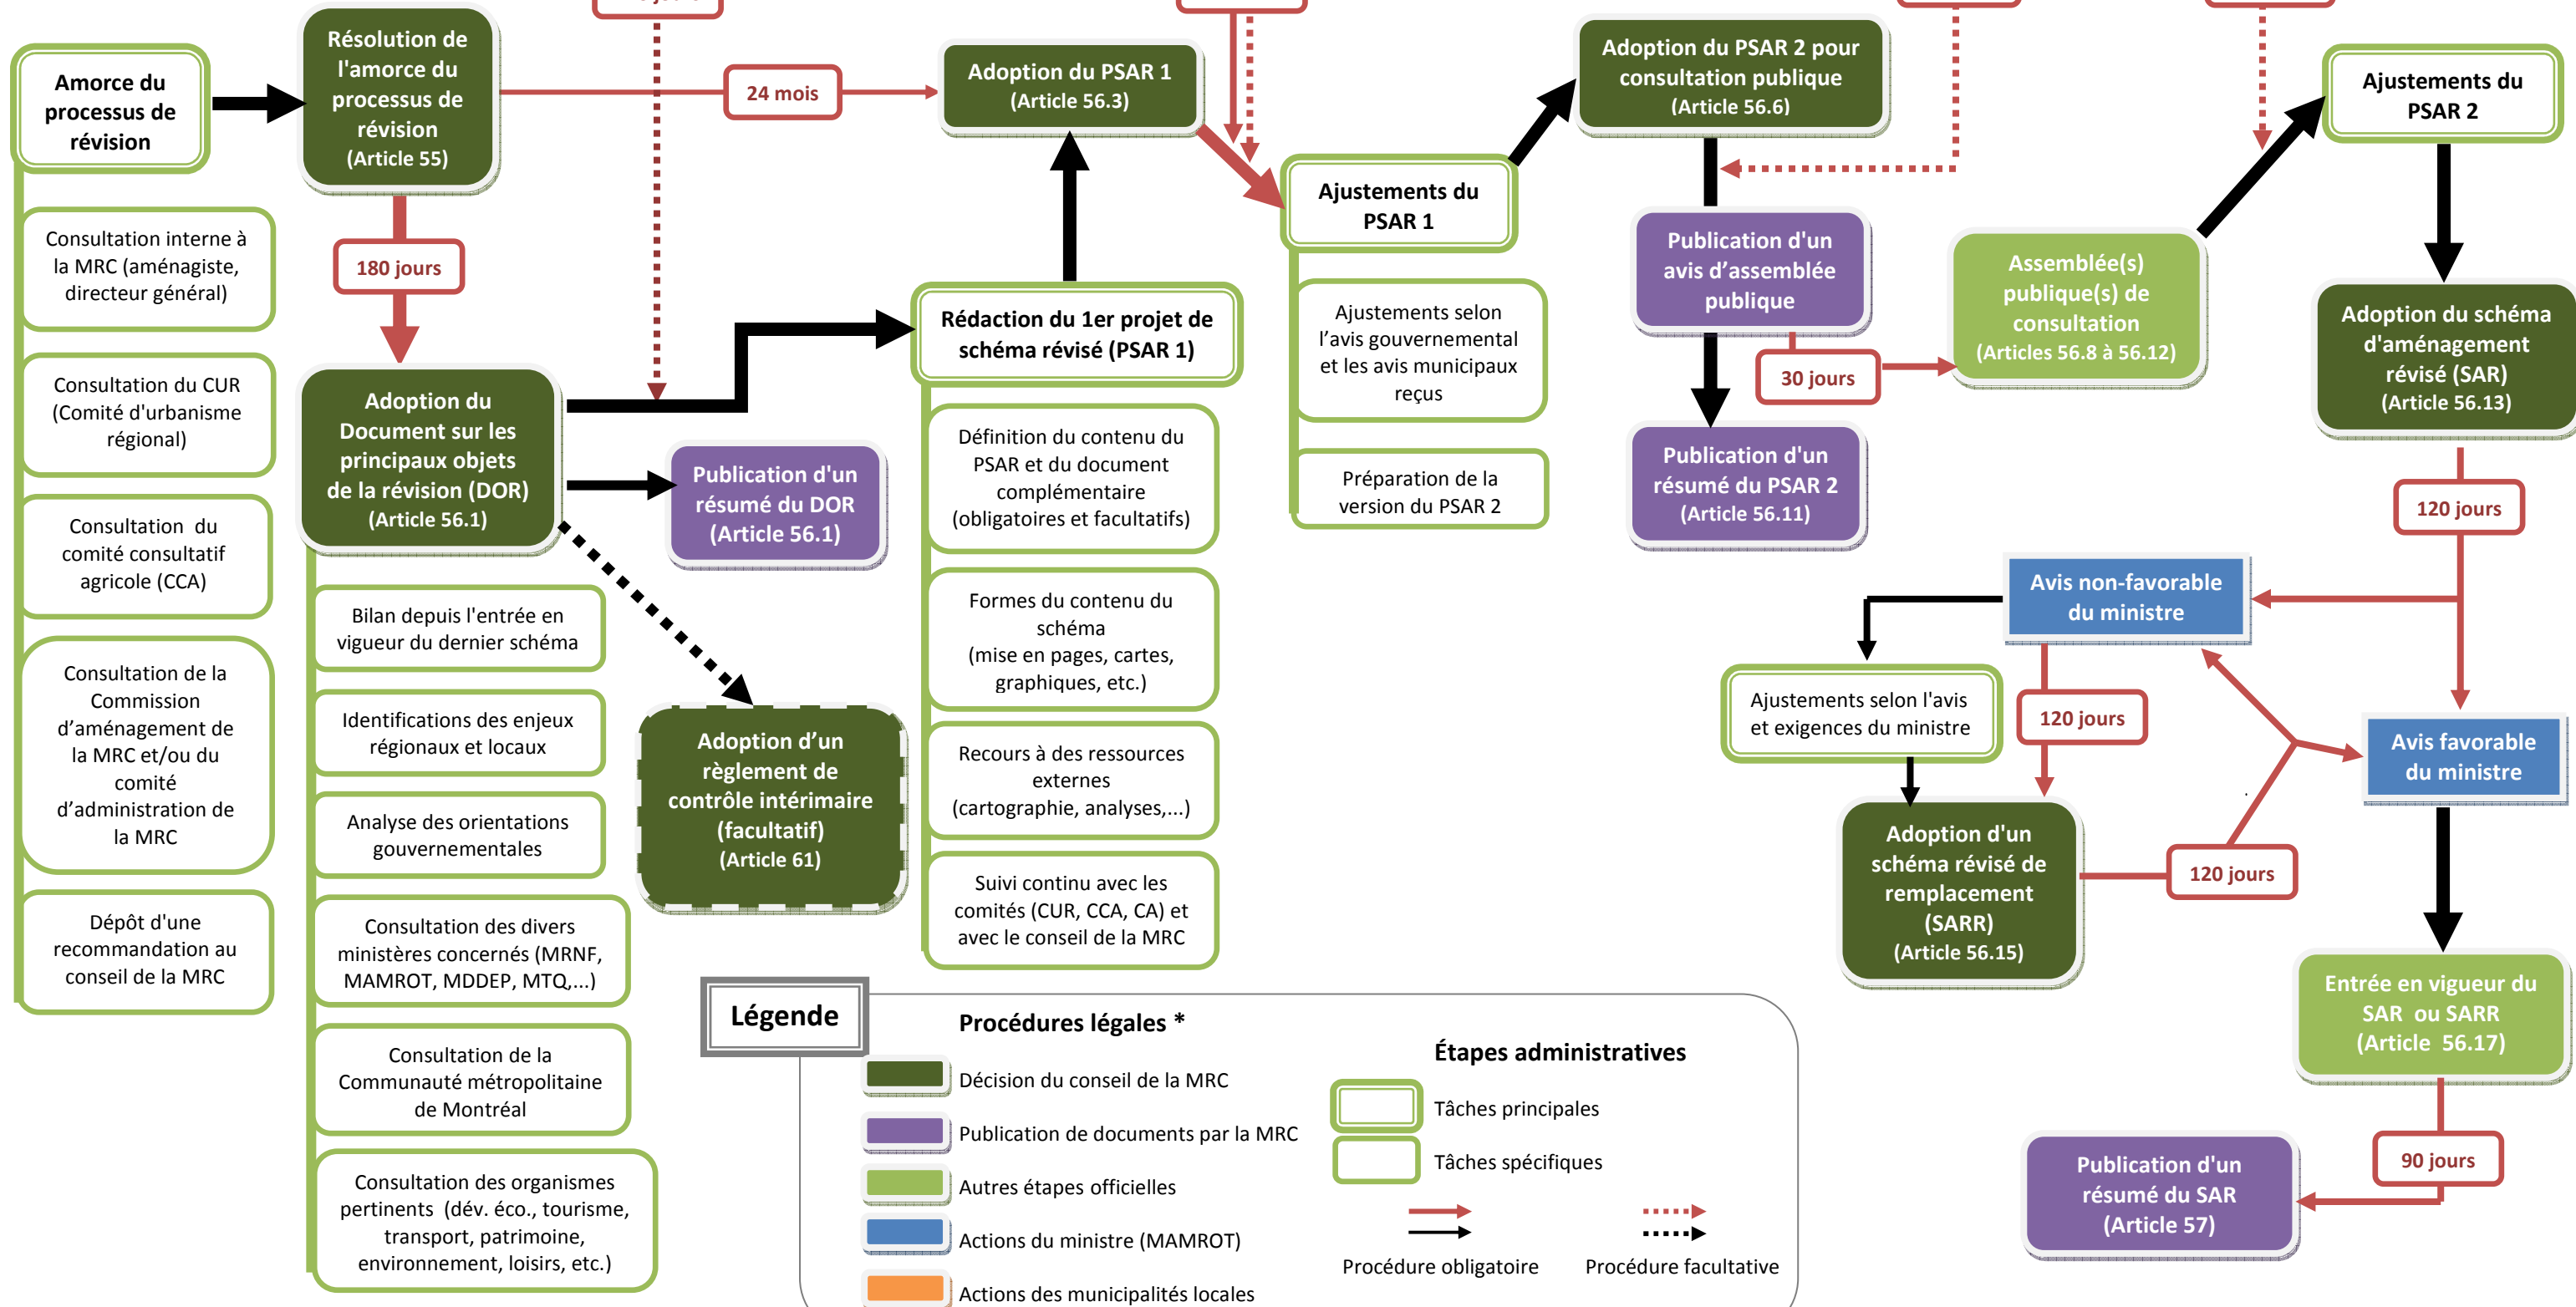 Amorce du
processus de
révision
Consultation interne à
la MRC (aménagiste,
directeur général)
Consultation du CUR
(Comité d'urbanisme
régional)
Consultation du
comité consultatif
agricole (CCA)
Consultation de la
Commission
d’aménagement de
la MRC et/ou du
comité
d’administration de
la MRC
Dépôt d'une
recommandation au
conseil de la MRC
Résolution de
l'amorce du
processus de
révision
(Article 55)
24 mois
180 jours
Adoption du
Document sur les
principaux objets
de la révision (DOR)
(Article 56.1)
Publication d'un
résumé du DOR
(Article 56.1)
Bilan depuis l'entrée en
vigueur du dernier schéma
Identifications des enjeux
régionaux et locaux
Analyse des orientations
gouvernementales
Consultation des divers
ministères concernés (MRNF,
MAMROT, MDDEP, MTQ,...)
Consultation de la
Communauté métropolitaine
de Montréal
Consultation des organismes
pertinents (dév. éco., tourisme,
transport, patrimoine,
environnement, loisirs, etc.)
Adoption d’un
règlement de
contrôle intérimaire
(facultatif)
(Article 61)
Adoption du PSAR 1
(Article 56.3)
Rédaction du 1er projet de
schéma révisé (PSAR 1)
Définition du contenu du
PSAR et du document
complémentaire
(obligatoires et facultatifs)
Formes du contenu du
schéma
(mise en pages, cartes,
graphiques, etc.)
Recours à des ressources
externes
(cartographie, analyses,...)
Suivi continu avec les
comités (CUR, CCA, CA) et
avec le conseil de la MRC
Ajustements du
PSAR 1
Ajustements selon
l’avis gouvernemental
et les avis municipaux
reçus
Préparation de la
version du PSAR 2
Adoption du PSAR 2 pour
consultation publique
(Article 56.6)
Publication d'un
avis d’assemblée
publique
30 jours
Publication d'un
résumé du PSAR 2
(Article 56.11)
Assemblée(s)
publique(s) de
consultation
(Articles 56.8 à 56.12)
Ajustements du
PSAR 2
Adoption du schéma
d'aménagement
révisé (SAR)
(Article 56.13)
120 jours
Avis non-favorable
du ministre
Ajustements selon l'avis
et exigences du ministre
120 jours
Avis favorable
du ministre
Adoption d'un
schéma révisé de
remplacement
(SARR)
(Article 56.15)
120 jours
Entrée en vigueur du
SAR ou SARR
(Article 56.17)
90 jours
Publication d'un
résumé du SAR
(Article 57)
Légende
Procédures légales *
Décision du conseil de la MRC
Publication de documents par la MRC
Autres étapes officielles
Actions du ministre (MAMROT)
Actions des municipalités locales
Étapes administratives
Tâches principales
Tâches spécifiques
Procédure obligatoire
Procédure facultative